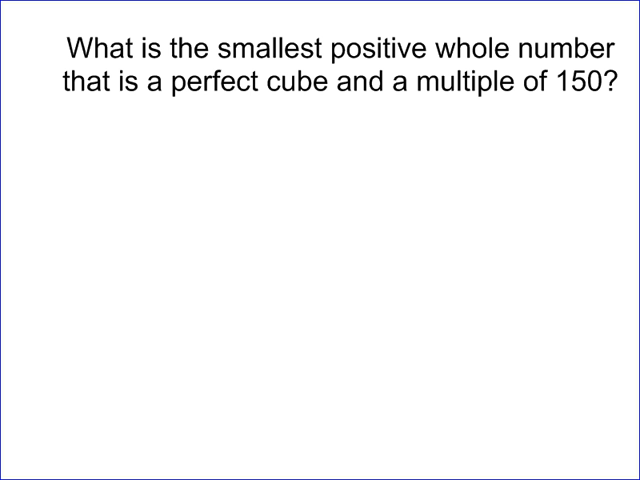 What is the smallest positive whole number
that is a perfect cube and a multiple of 150?